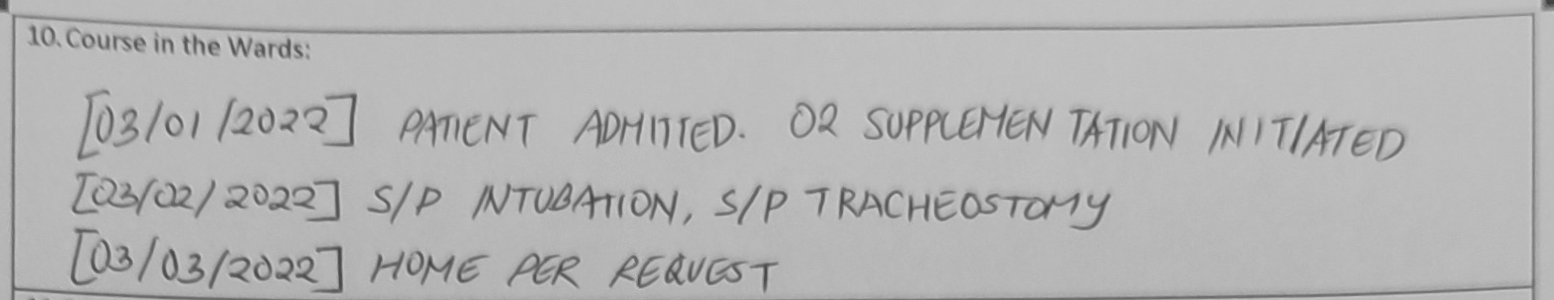 10. Course in the Wards:
[03/01/2022] PATIENT ADMITTED. O2 SUPPLEMENTATION INITIATED
[03/02/2022] S/P INTUBATION, S/P TRACHEOSTOMY
[03/03/2022] HOME PER REQUEST